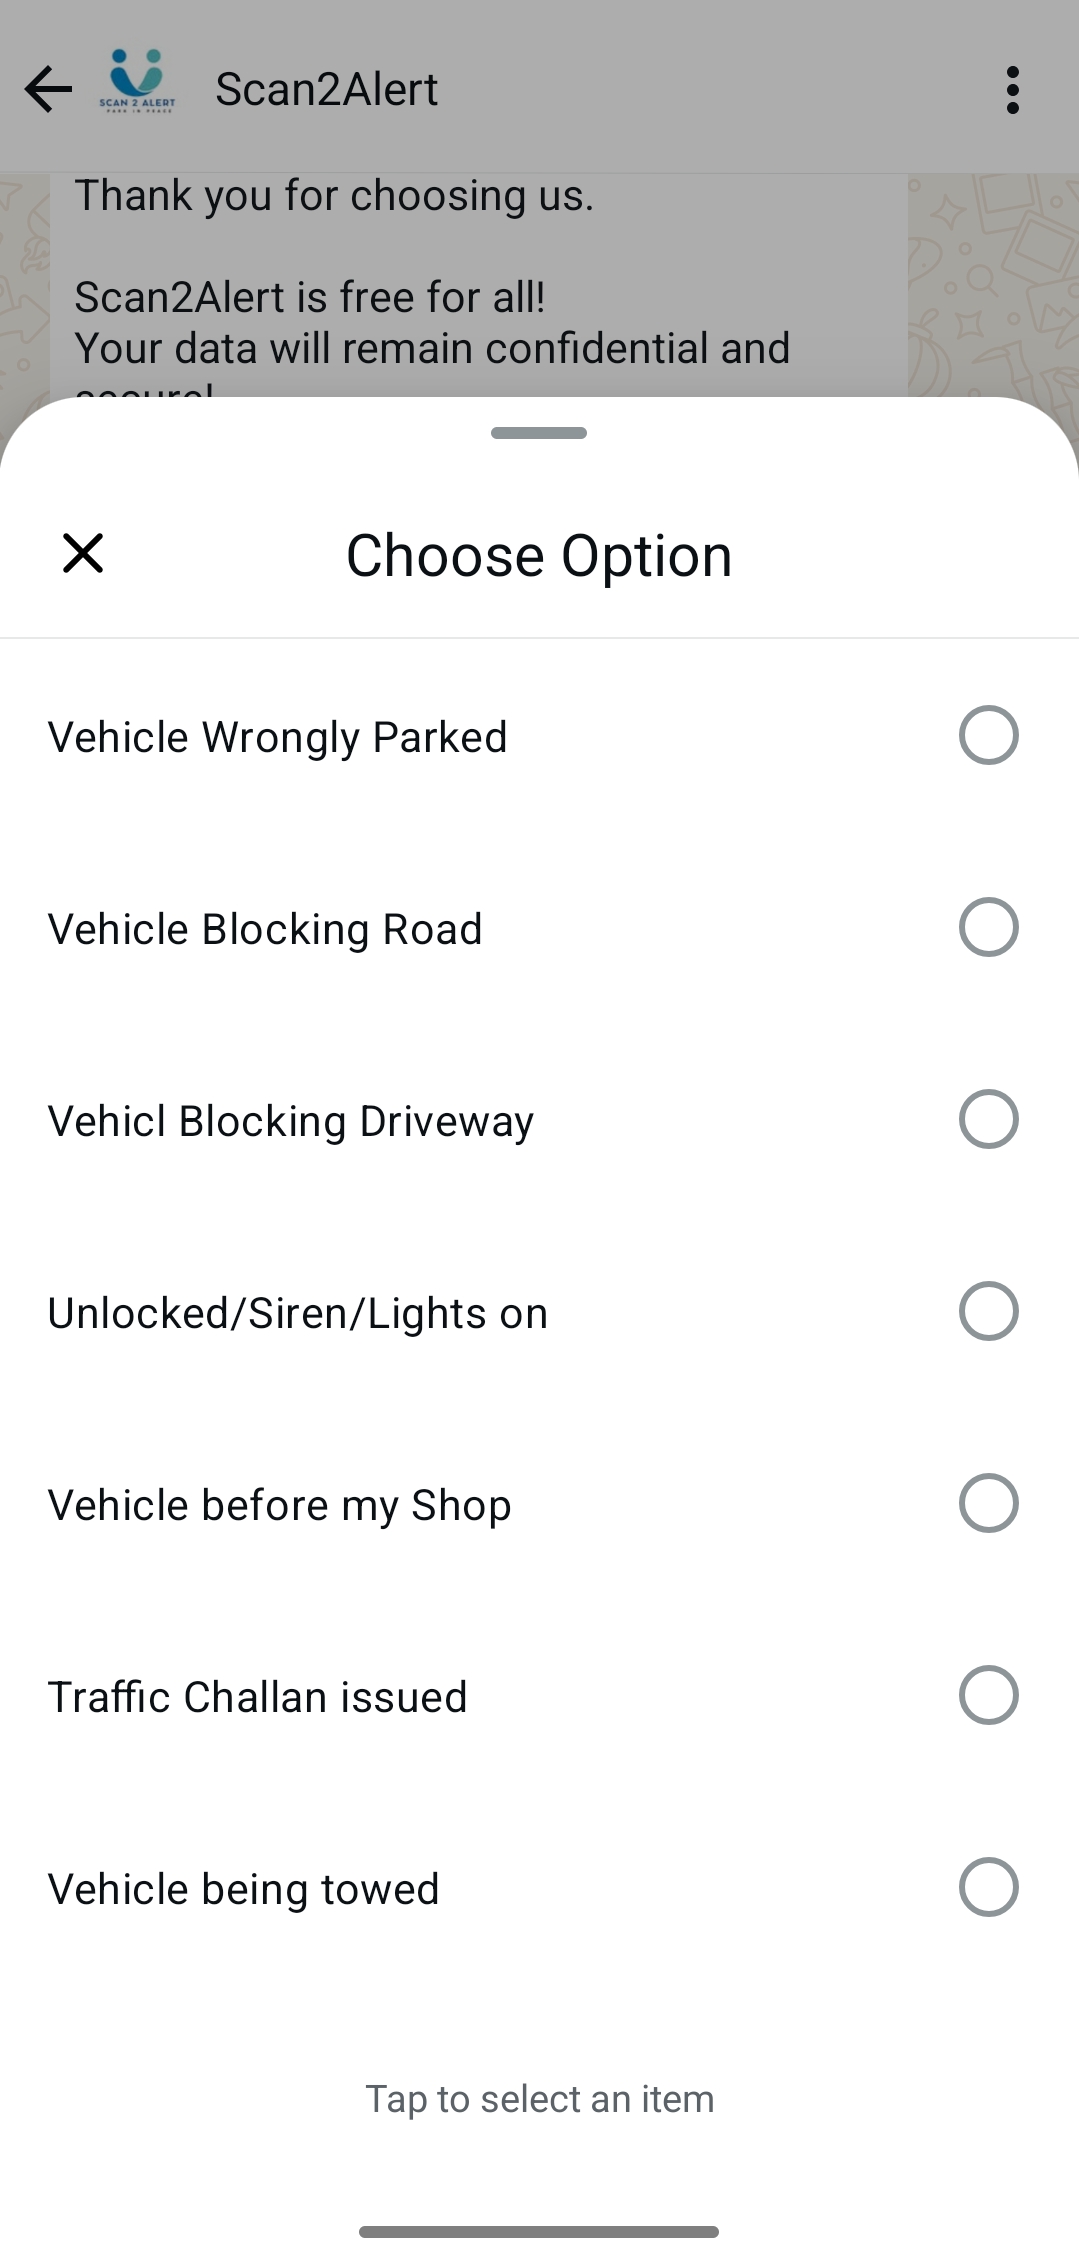 SCAN 2 ALERT
PARK IN PEACE
Scan2Alert
Thank you for choosing us.
Scan2Alert is free for all!
Your data will remain confidential and
secure!
Choose Option
Vehicle Wrongly Parked
Vehicle Blocking Road
Vehicl Blocking Driveway
Unlocked/Siren/Lights on
Vehicle before my Shop
Traffic Challan issued
Vehicle being towed
Tap to select an item